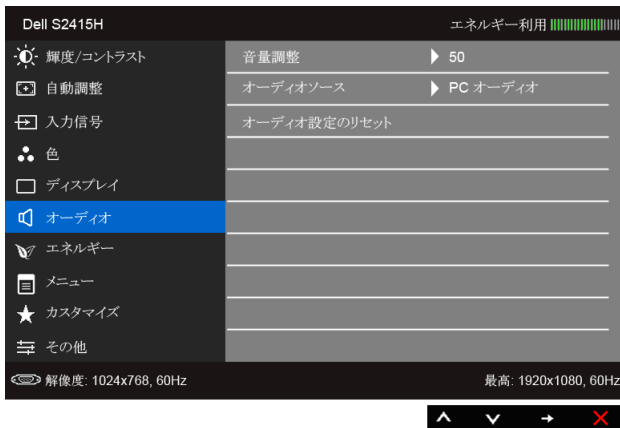 Dell S2415H エネルギー利用
輝度/コントラスト 音量調整 50
自動調整 オーディオソース PC オーディオ
入力信号 オーディオ設定のリセット
色
ディスプレイ
オーディオ
エネルギー
メニュー
カスタマイズ
その他
解像度: 1024x768, 60Hz 最高: 1920x1080, 60Hz